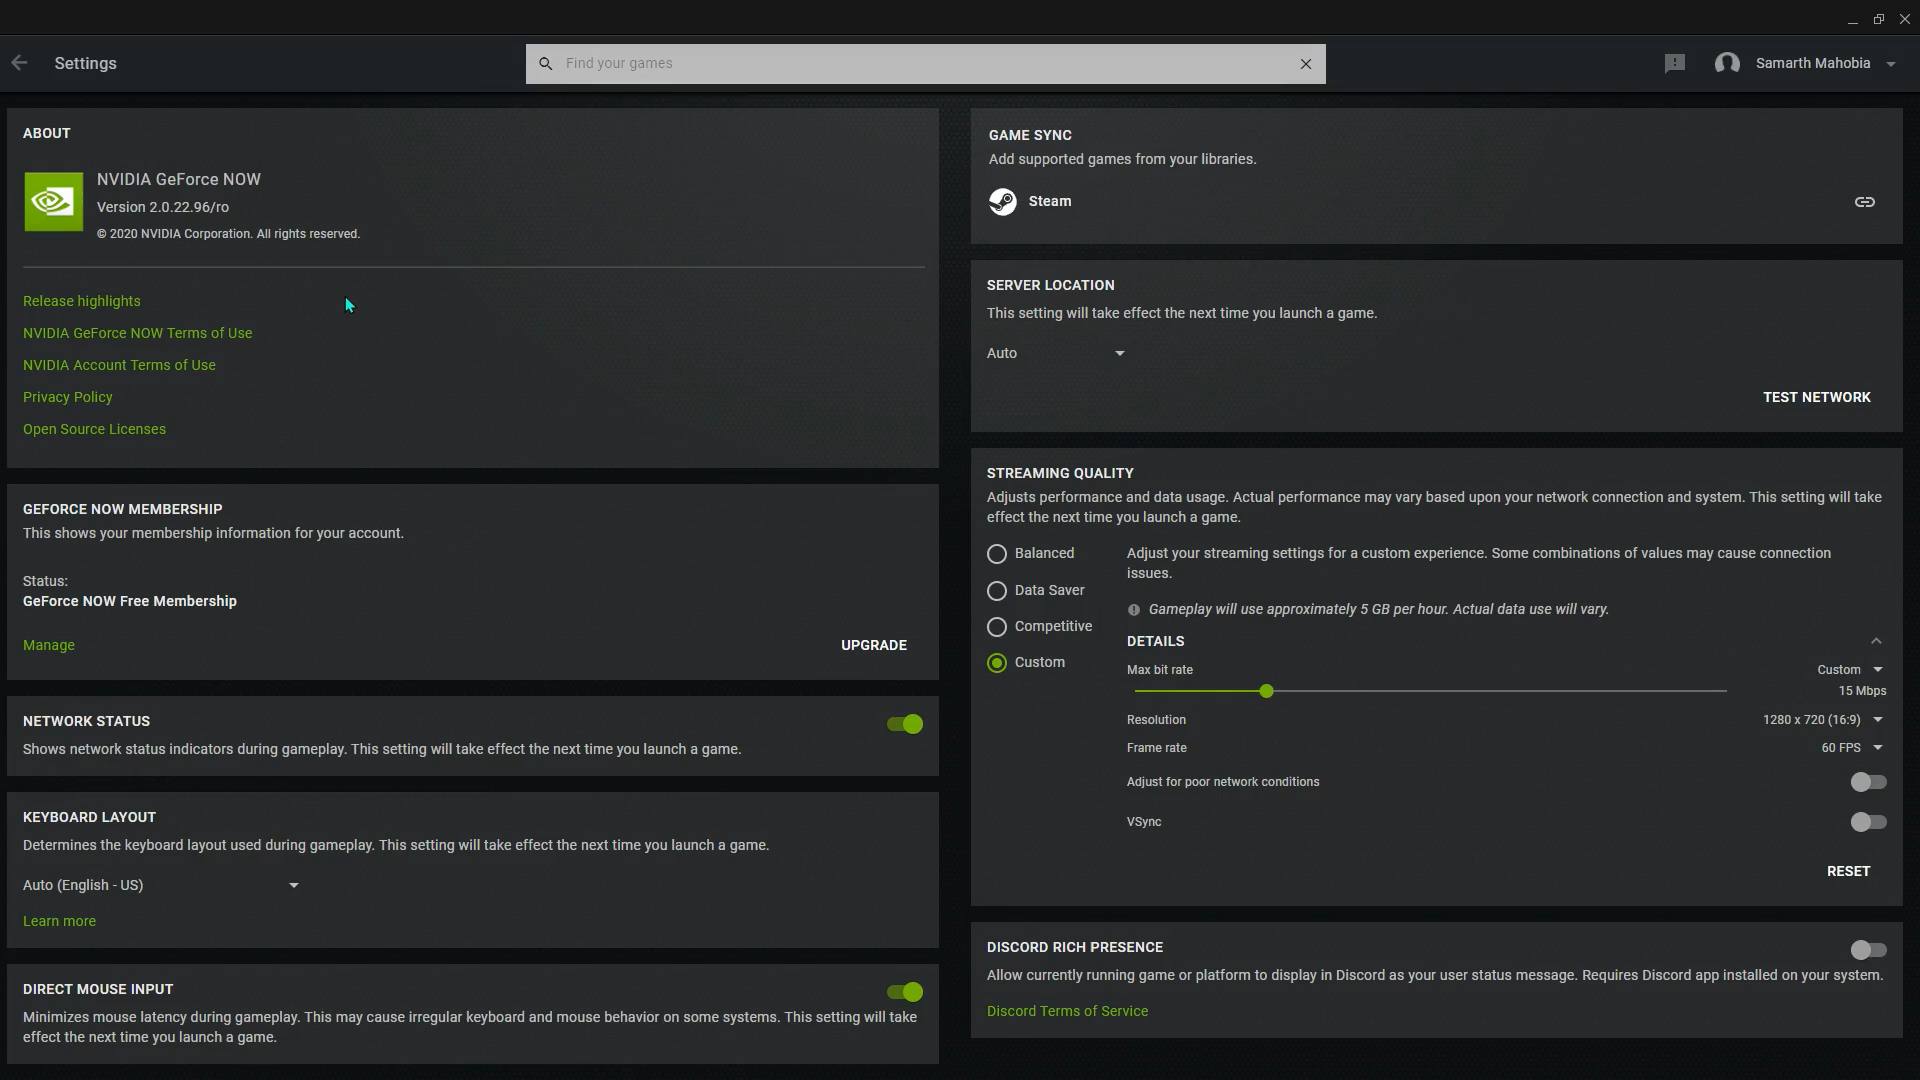 Settings
Find your games
Samarth Mahobia
ABOUT
NVIDIA GeForce NOW
Version 2.0.22.96/ro
© 2020 NVIDIA Corporation. All rights reserved.
Release highlights
NVIDIA GeForce NOW Terms of Use
NVIDIA Account Terms of Use
Privacy Policy
Open Source Licenses
GEFORCE NOW MEMBERSHIP
This shows your membership information for your account.
Status:
GeForce NOW Free Membership
Manage
UPGRADE
NETWORK STATUS
Shows network status indicators during gameplay. This setting will take effect the next time you launch a game.
KEYBOARD LAYOUT
Determines the keyboard layout used during gameplay. This setting will take effect the next time you launch a game.
Auto (English - US)
Learn more
DIRECT MOUSE INPUT
Minimizes mouse latency during gameplay. This may cause irregular keyboard and mouse behavior on some systems. This setting will take
effect the next time you launch a game.
GAME SYNC
Add supported games from your libraries.
Steam
SERVER LOCATION
This setting will take effect the next time you launch a game.
Auto
TEST NETWORK
STREAMING QUALITY
Adjusts performance and data usage. Actual performance may vary based upon your network connection and system. This setting will take
effect the next time you launch a game.
Balanced
Data Saver
Competitive
Custom
Adjust your streaming settings for a custom experience. Some combinations of values may cause connection
issues.
Gameplay will use approximately 5 GB per hour. Actual data use will vary.
DETAILS
Max bit rate
Custom
15 Mbps
Resolution
1280 x 720 (16:9)
Frame rate
60 FPS
Adjust for poor network conditions
VSync
RESET
DISCORD RICH PRESENCE
Allow currently running game or platform to display in Discord as your user status message. Requires Discord app installed on your system.
Discord Terms of Service